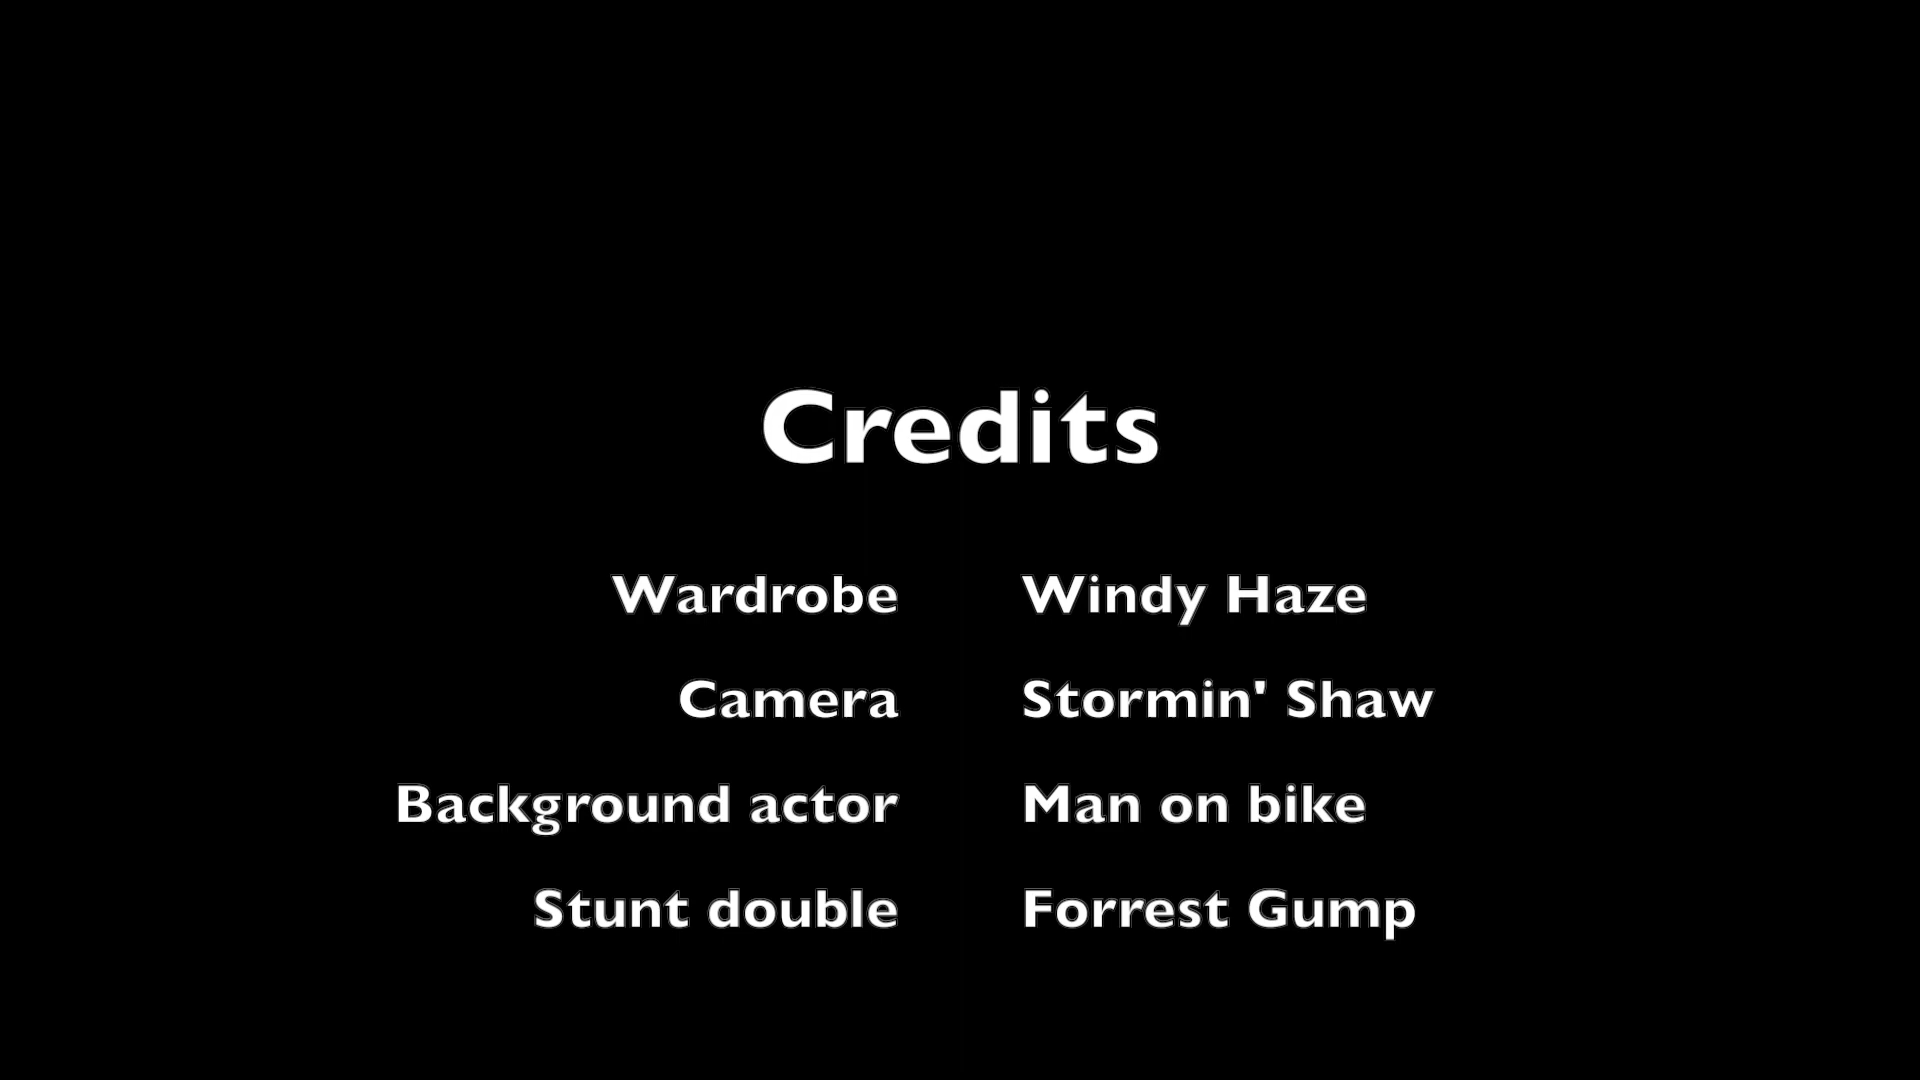 Credits
Wardrobe Windy Haze
Camera Stormin' Shaw
Background actor Man on bike
Stunt double Forrest Gump